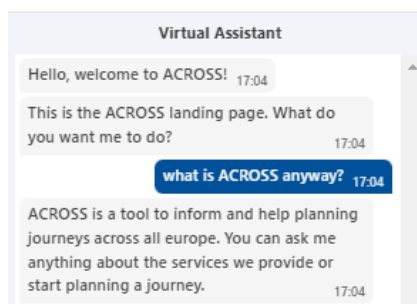 Virtual Assistant
Hello, welcome to ACROSS! 17:04
This is the ACROSS landing page. What do
you want me to do?
17:04
what is ACROSS anyway? 17:04
ACROSS is a tool to inform and help planning
journeys across all europe. You can ask me
anything about the services we provide or
start planning a journey.
17:04